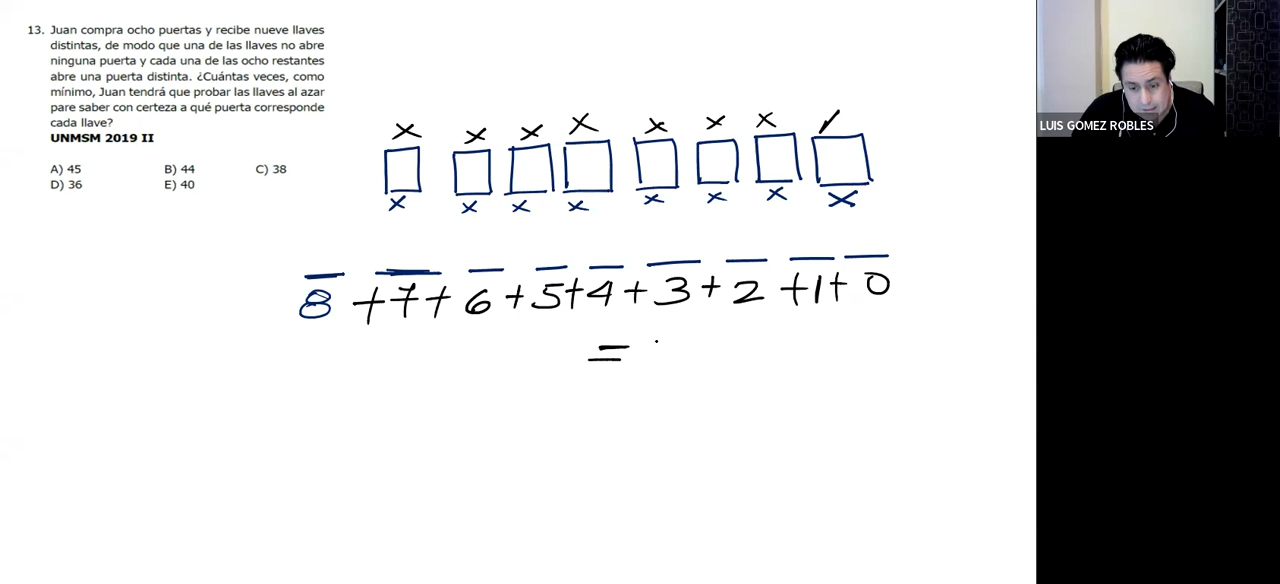 13. Juan compra ocho puertas y recibe nueve llaves
distintas, de modo que una de las llaves no abre
ninguna puerta y cada una de las ocho restantes
abre una puerta distinta. ¿Cuántas veces, como
mínimo, Juan tendrá que probar las llaves al azar
pare saber con certeza a qué puerta corresponde
cada llave?
UNMSM 2019 II
A) 45 B) 44 C) 38
D) 36 E) 40
x x x x x x x ✓
x x x x x x x x
8 + 7 + 6 + 5 + 4 + 3 + 2 + 1 + 0
=
LUIS GOMEZ ROBLES